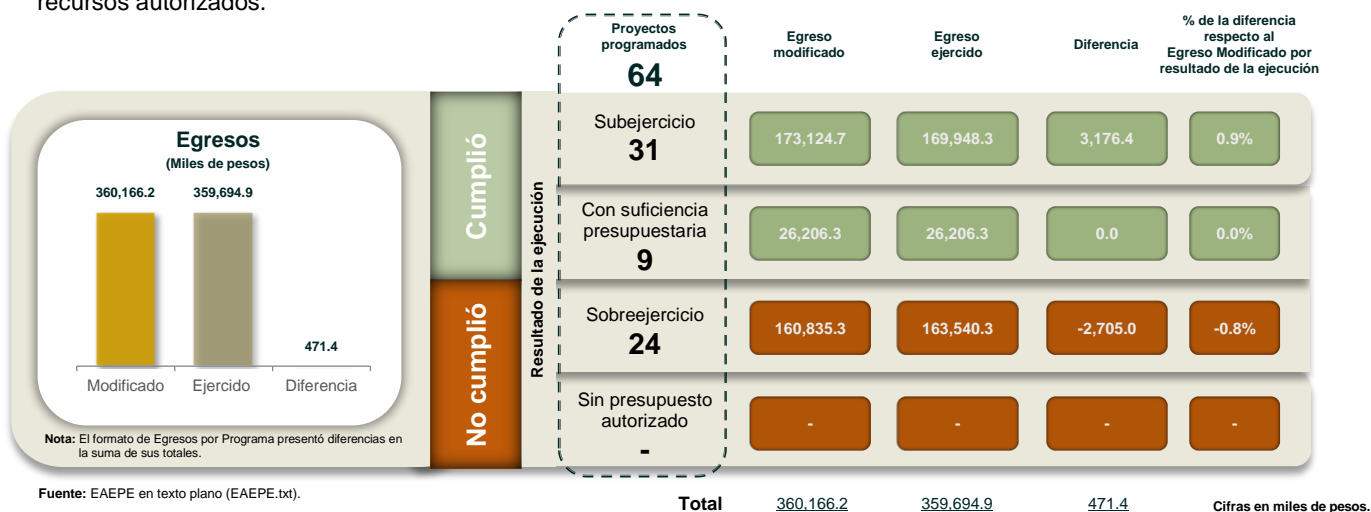 recursos autorizados.
Proyectos
programados
64
Egreso
modificado
Egreso
ejercido
Diferencia
% de la diferencia
respecto al
Egreso Modificado por
resultado de la ejecución
Egresos
(Miles de pesos)
360,166.2
359,694.9
471.4
Modificado
Ejercido
Diferencia
Nota: El formato de Egresos por Programa presentó diferencias en
la suma de sus totales.
Cumplió
No cumplió
Resultado de la ejecución
Subejercicio
31
173,124.7
169,948.3
3,176.4
0.9%
Con suficiencia
presupuestaria
9
26,206.3
26,206.3
0.0
0.0%
Sobreejercicio
24
160,835.3
163,540.3
-2,705.0
-0.8%
Sin presupuesto
autorizado
-
-
-
-
-
Fuente: EAEPE en texto plano (EAEPE.txt).
Total
360,166.2
359,694.9
471.4
Cifras en miles de pesos.